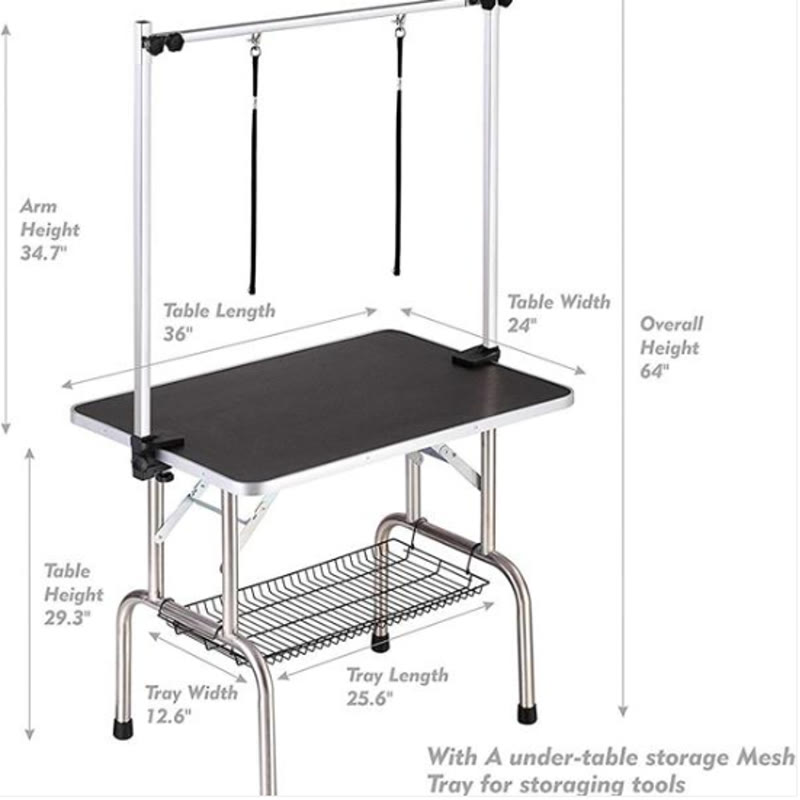 Arm
Height
34.7"
Table Length
36"
Table Width
24"
Overall
Height
64"
Table
Height
29.3"
Tray Width
12.6"
Tray Length
25.6"
With A under-table storage Mesh
Tray for storaging tools